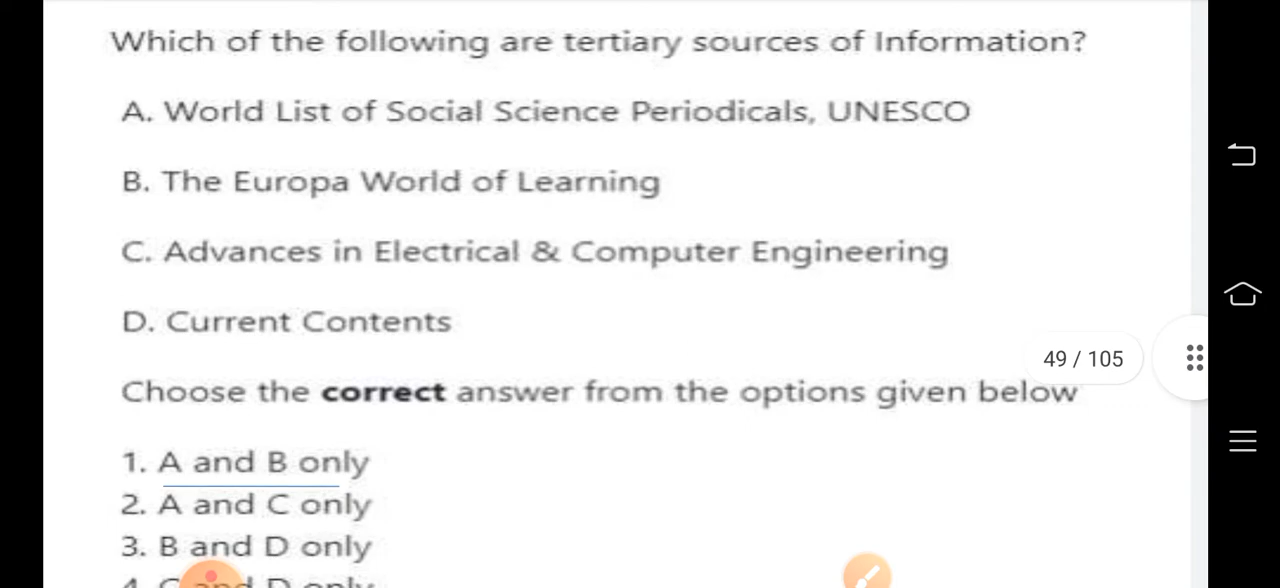 Which of the following are tertiary sources of Information?
A. World List of Social Science Periodicals, UNESCO
B. The Europa World of Learning
C. Advances in Electrical & Computer Engineering
D. Current Contents
49 / 105
Choose the correct answer from the options given below
1. A and B only
2. A and C only
3. B and D only